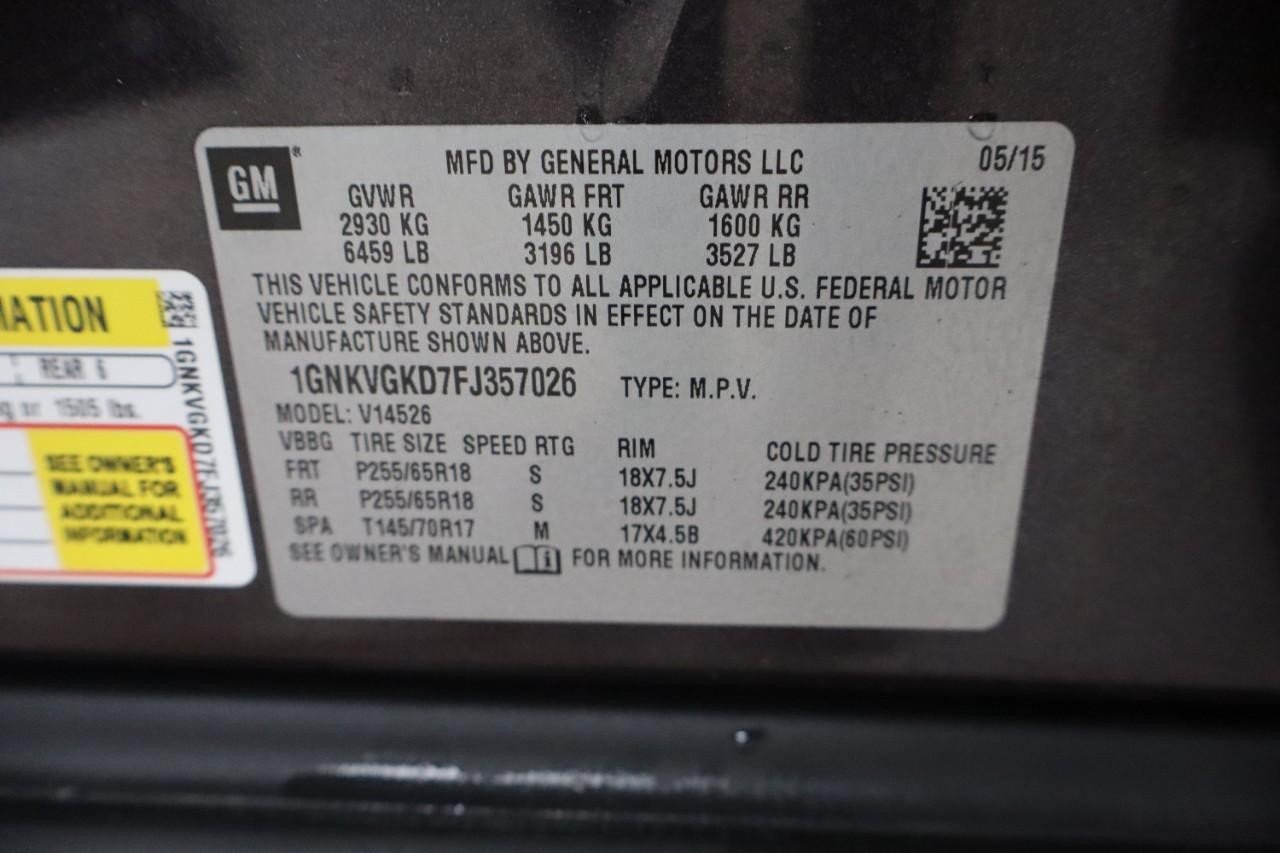 GM®
MFD BY GENERAL MOTORS LLC 05/15
GVWR GAWR FRT GAWR RR
2930 KG 1450 KG 1600 KG
6459 LB 3196 LB 3527 LB
THIS VEHICLE CONFORMS TO ALL APPLICABLE U.S. FEDERAL MOTOR
VEHICLE SAFETY STANDARDS IN EFFECT ON THE DATE OF
MANUFACTURE SHOWN ABOVE.
1GNKVGKD7FJ357026 TYPE: M.P.V.
MODEL: V14526
VBBG TIRE SIZE SPEED RTG RIM COLD TIRE PRESSURE
FRT P255/65R18 S 18X7.5J 240KPA(35PSI)
RR P255/65R18 S 18X7.5J 240KPA(35PSI)
SPA T145/70R17 M 17X4.5B 420KPA(60PSI)
SEE OWNER'S MANUAL i FOR MORE INFORMATION.
MATION
REAR 6
g or 1505 lbs.
SEE OWNER'S
MANUAL FOR
ADDITIONAL
INFORMATION
1GNKVGKD7FJ357026